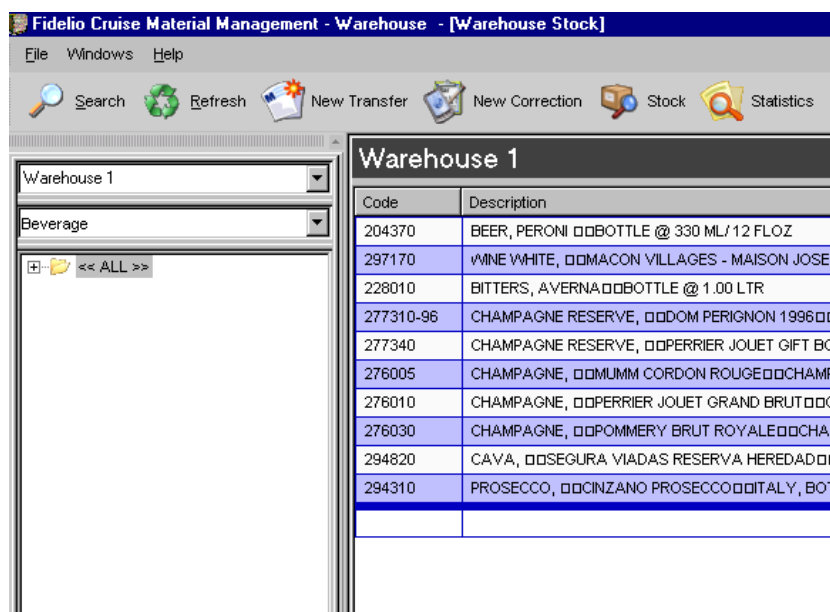 Fidelio Cruise Material Management - Warehouse - [Warehouse Stock]
File Windows Help
Search Refresh New Transfer New Correction Stock Statistics
Warehouse 1
Beverage
<< ALL >>
Warehouse 1
Code Description
204370 BEER, PERONI □□BOTTLE @ 330 ML/ 12 FLOZ
297170 WINE WHITE, □□MACON VILLAGES - MAISON JOSE
228010 BITTERS, AVERNA□□BOTTLE @ 1.00 LTR
277310-96 CHAMPAGNE RESERVE, □□DOM PERIGNON 1996□□
277340 CHAMPAGNE RESERVE, □□PERRIER JOUET GIFT BO
276005 CHAMPAGNE, □□MUMM CORDON ROUGE□□CHAMP
276010 CHAMPAGNE, □□PERRIER JOUET GRAND BRUT□□C
276030 CHAMPAGNE, □□POMMERY BRUT ROYALE□□CHA
294820 CAVA, □□SEGURA VIADAS RESERVA HEREDAD□
294310 PROSECCO, □□CINZANO PROSECCO□□ITALY, BOT